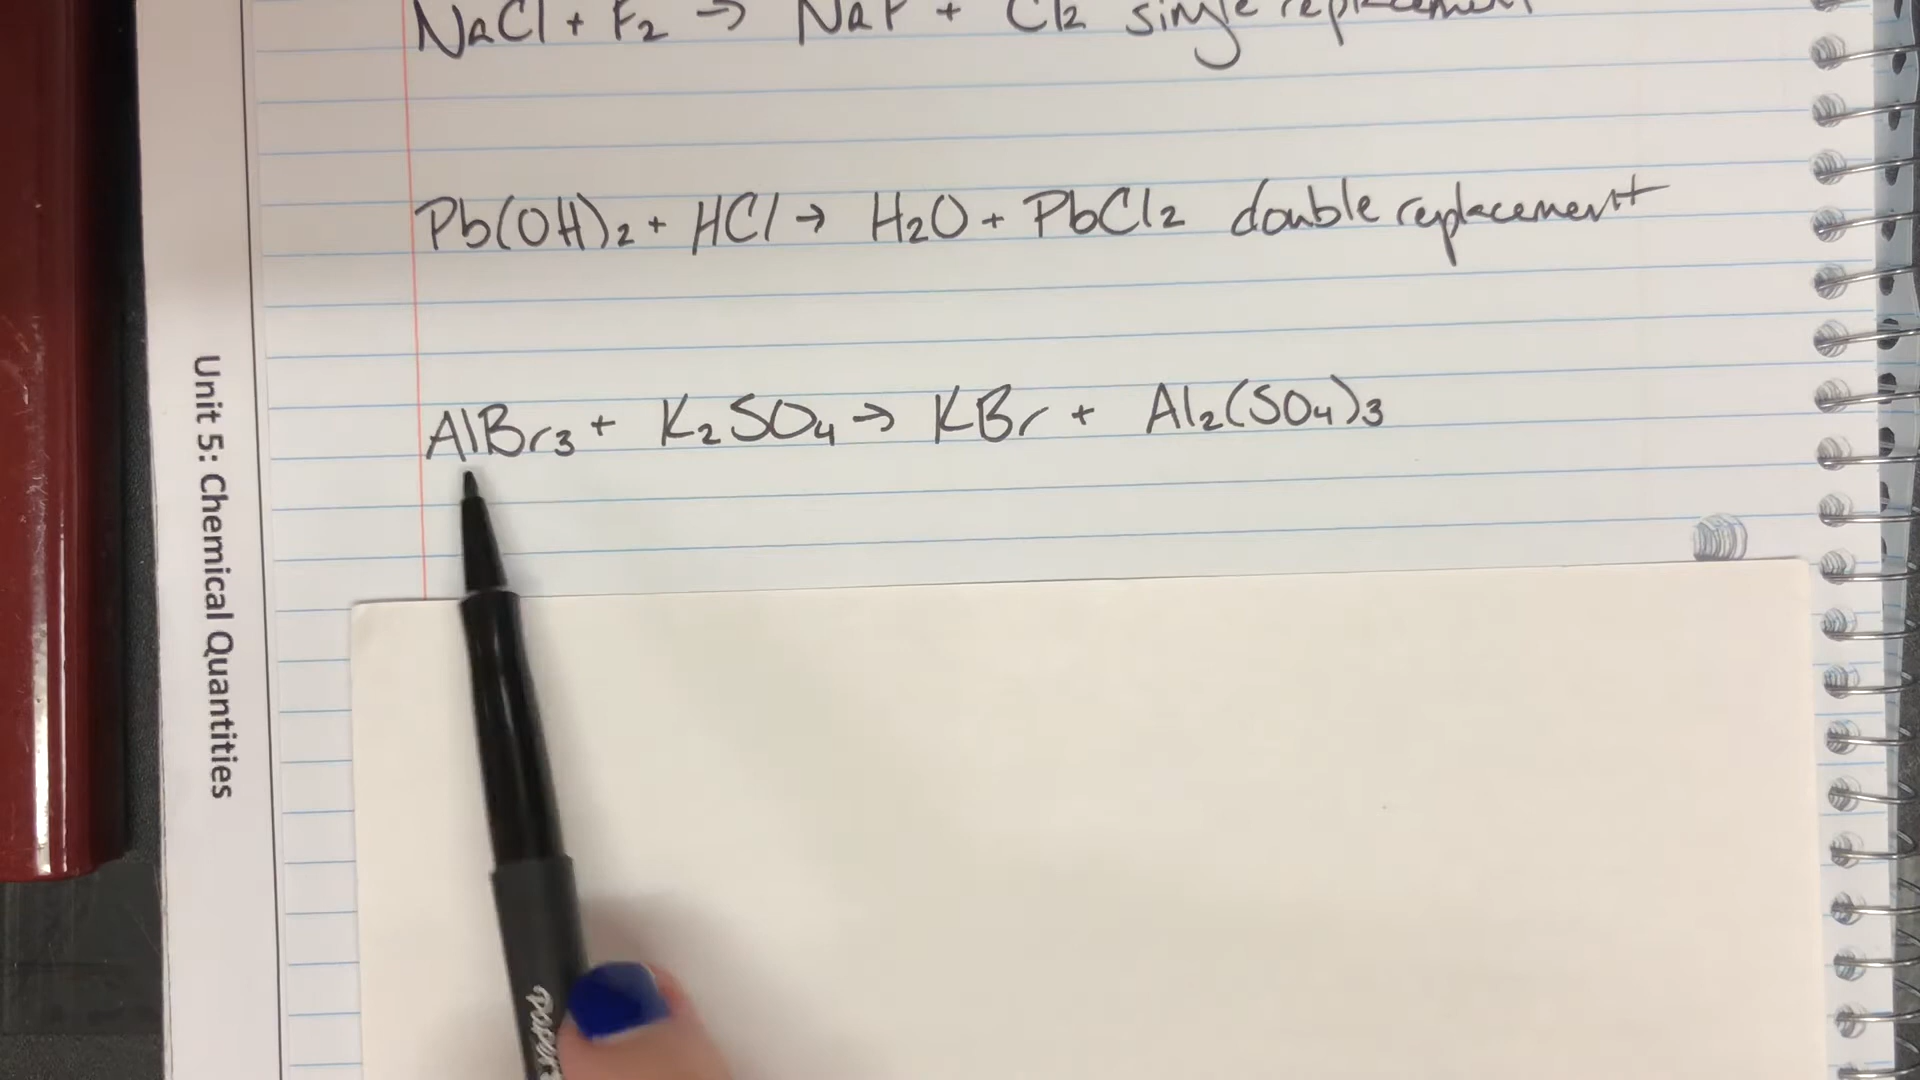 NaCl + F₂ → NaF + Cl₂ single replacement
Pb(OH)₂ + HCl → H₂O + PbCl₂ double replacement
AlBr₃ + K₂SO₄ → KBr + Al₂(SO₄)₃
Unit 5: Chemical Quantities